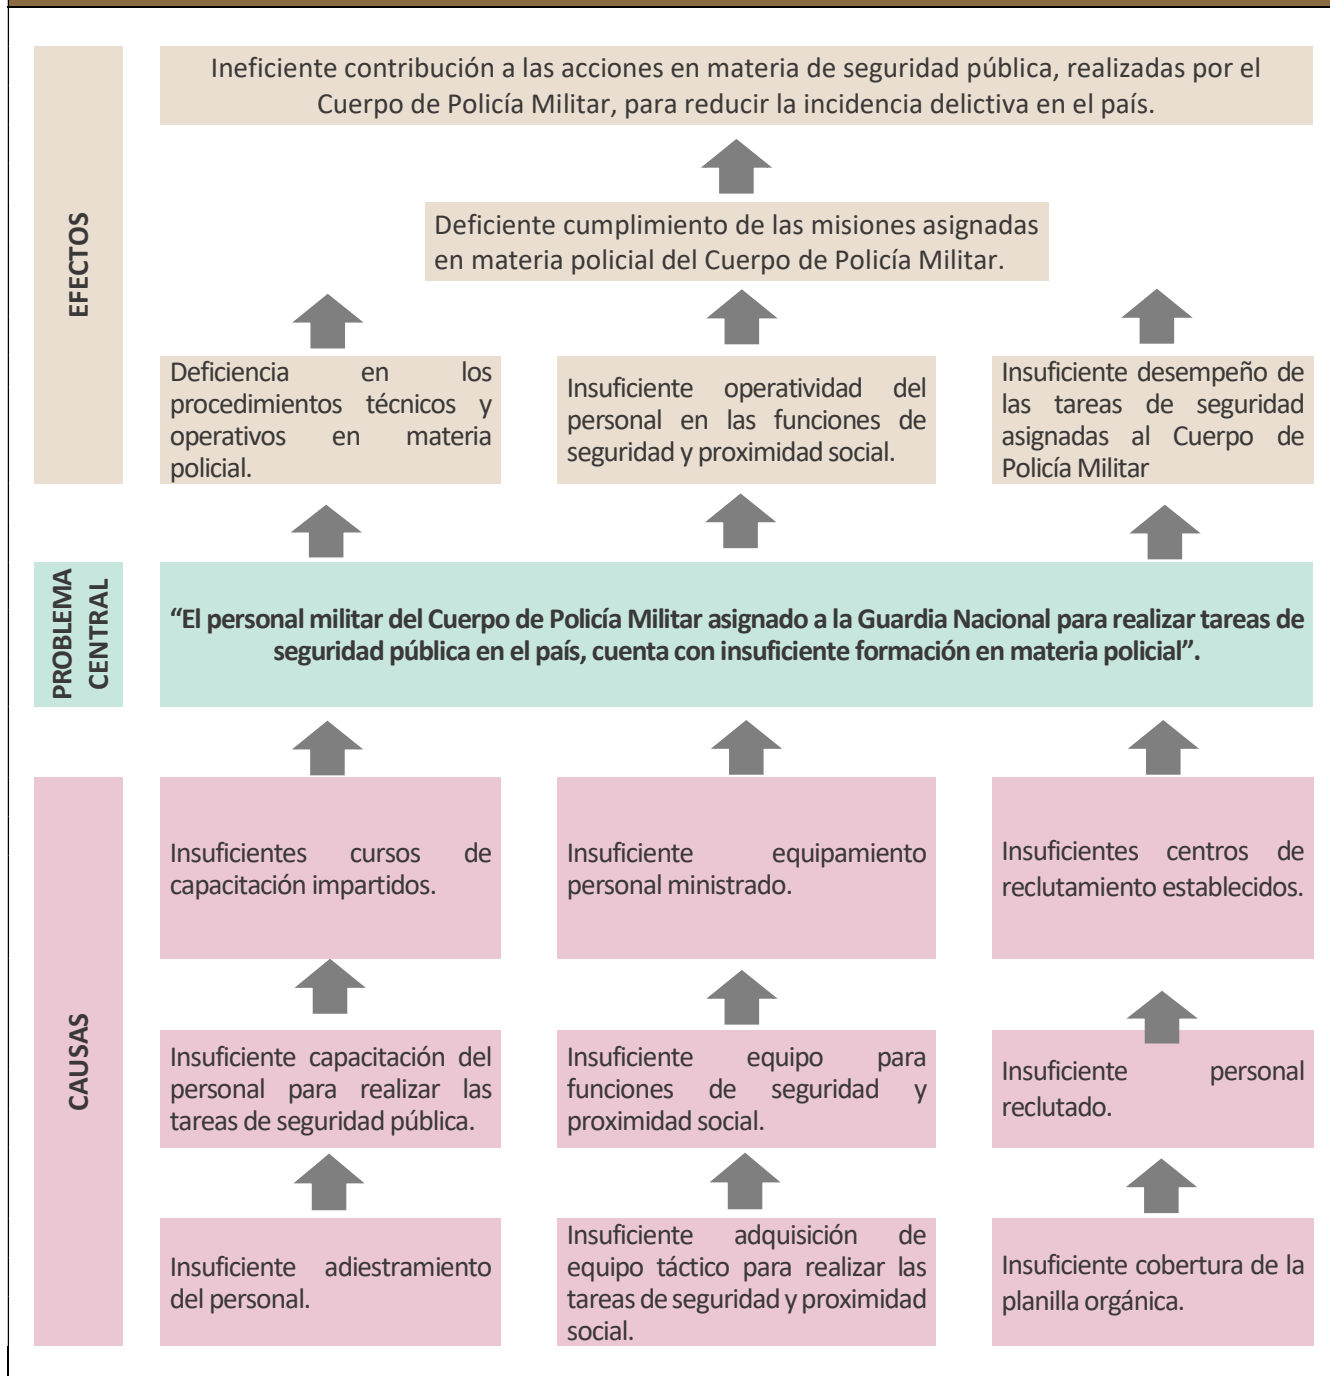 Ineficiente contribución a las acciones en materia de seguridad pública, realizadas por el
Cuerpo de Policía Militar, para reducir la incidencia delictiva en el país.
EFECTOS
Deficiente cumplimiento de las misiones asignadas
en materia policial del Cuerpo de Policía Militar.
Deficiencia en los
procedimientos técnicos y
operativos en materia
policial.
Insuficiente operatividad del
personal en las funciones de
seguridad y proximidad social.
Insuficiente desempeño de
las tareas de seguridad
asignadas al Cuerpo de
Policía Militar
PROBLEMA
CENTRAL
“El personal militar del Cuerpo de Policía Militar asignado a la Guardia Nacional para realizar tareas de
seguridad pública en el país, cuenta con insuficiente formación en materia policial”.
CAUSAS
Insuficientes cursos de
capacitación impartidos.
Insuficiente equipamiento
personal ministrado.
Insuficientes centros de
reclutamiento establecidos.
Insuficiente capacitación del
personal para realizar las
tareas de seguridad pública.
Insuficiente equipo para
funciones de seguridad y
proximidad social.
Insuficiente personal
reclutado.
Insuficiente adiestramiento
del personal.
Insuficiente adquisición de
equipo táctico para realizar las
tareas de seguridad y proximidad
social.
Insuficiente cobertura de la
planilla orgánica.